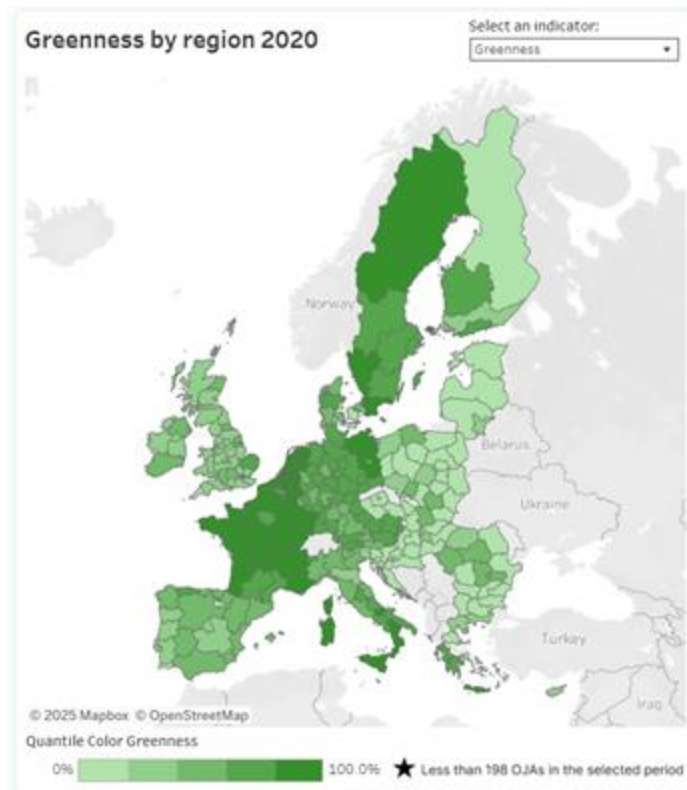 Greenness by region 2020
Select an indicator:
Greenness
Norway
Belarus
Ukraine
Turkey
Iraq
© 2025 Mapbox © OpenStreetMap
Quantile Color Greenness
0%
100.0%
Less than 198 OJAs in the selected period